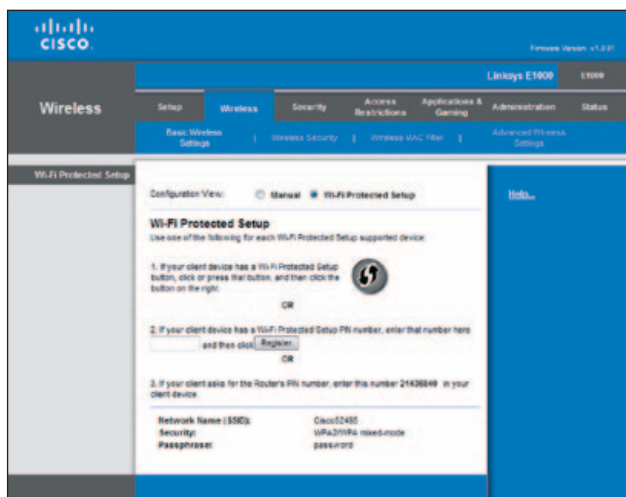 CISCO
Firmware Version v1.0.01
Linksys E1000 E1000
Wireless
Setup Wireless Security Access Restrictions Applications & Gaming Administration Status
Basic Wireless Settings | Wireless Security | Wireless MAC Filter | Advanced Wireless Settings
Wi-Fi Protected Setup
Configuration View: Manual Wi-Fi Protected Setup
Help...
Wi-Fi Protected Setup
Use one of the following for each Wi-Fi Protected Setup supported device:
1. If your client device has a Wi-Fi Protected Setup
button, click or press that button, and then click the
button on the right.
OR
2. If your client device has a Wi-Fi Protected Setup PIN number, enter that number here
and then click Register
OR
3. If your client asks for the Router's PIN number, enter this number in your
client device.
Network Name (SSID): Cisco52485
Security: WPA2/WPA mixed-mode
Passphrase: password